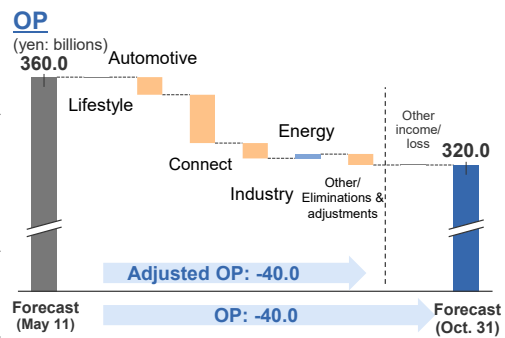 OP
(yen: billions)
360.0
Automotive
Lifestyle
Connect
Industry
Energy
Other/
Eliminations &
adjustments
Other
income/
loss
320.0
Adjusted OP: -40.0
OP: -40.0
Forecast
(May 11)
Forecast
(Oct. 31)